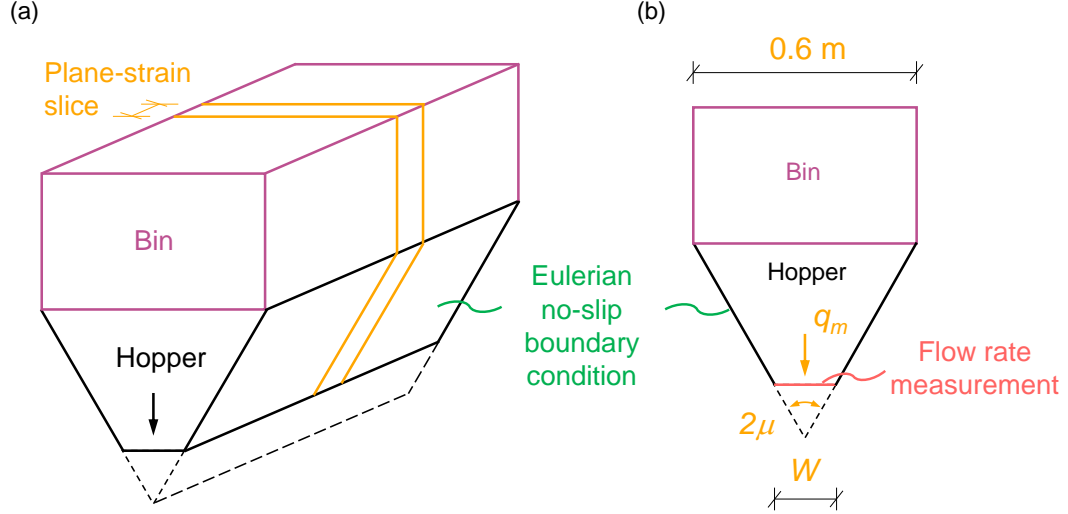 (a)
Plane-strain
slice
Bin
Hopper
Eulerian
no-slip
boundary
condition
(b)
0.6 m
Bin
Hopper
qm
Flow rate
measurement
2μ
W